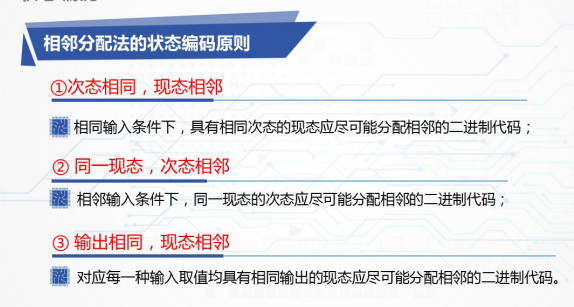 相邻分配法的状态编码原则
①次态相同，现态相邻
相同输入条件下，具有相同次态的现态应尽可能分配相邻的二进制代码；
② 同一现态，次态相邻
相邻输入条件下，同一现态的次态应尽可能分配相邻的二进制代码；
③ 输出相同，现态相邻
对应每一种输入取值均具有相同输出的现态应尽可能分配相邻的二进制代码。